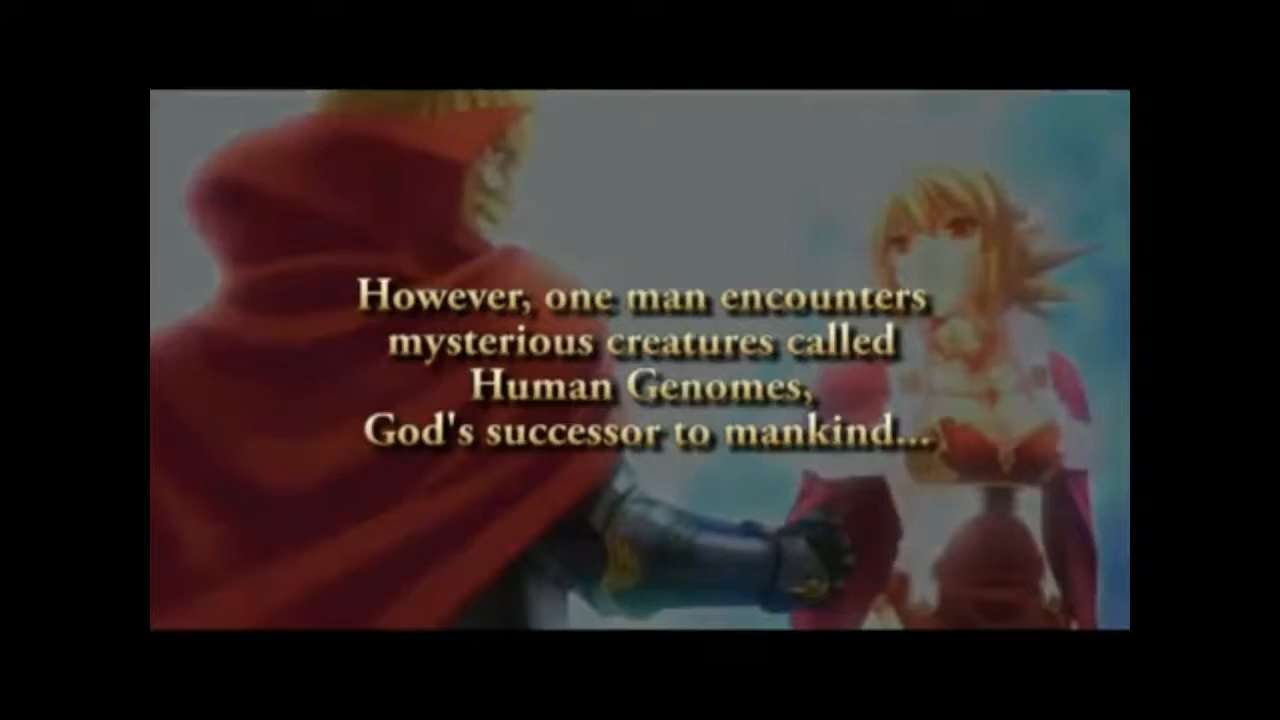 However, one man encounters
mysterious creatures called
Human Genomes,
God's successor to mankind...